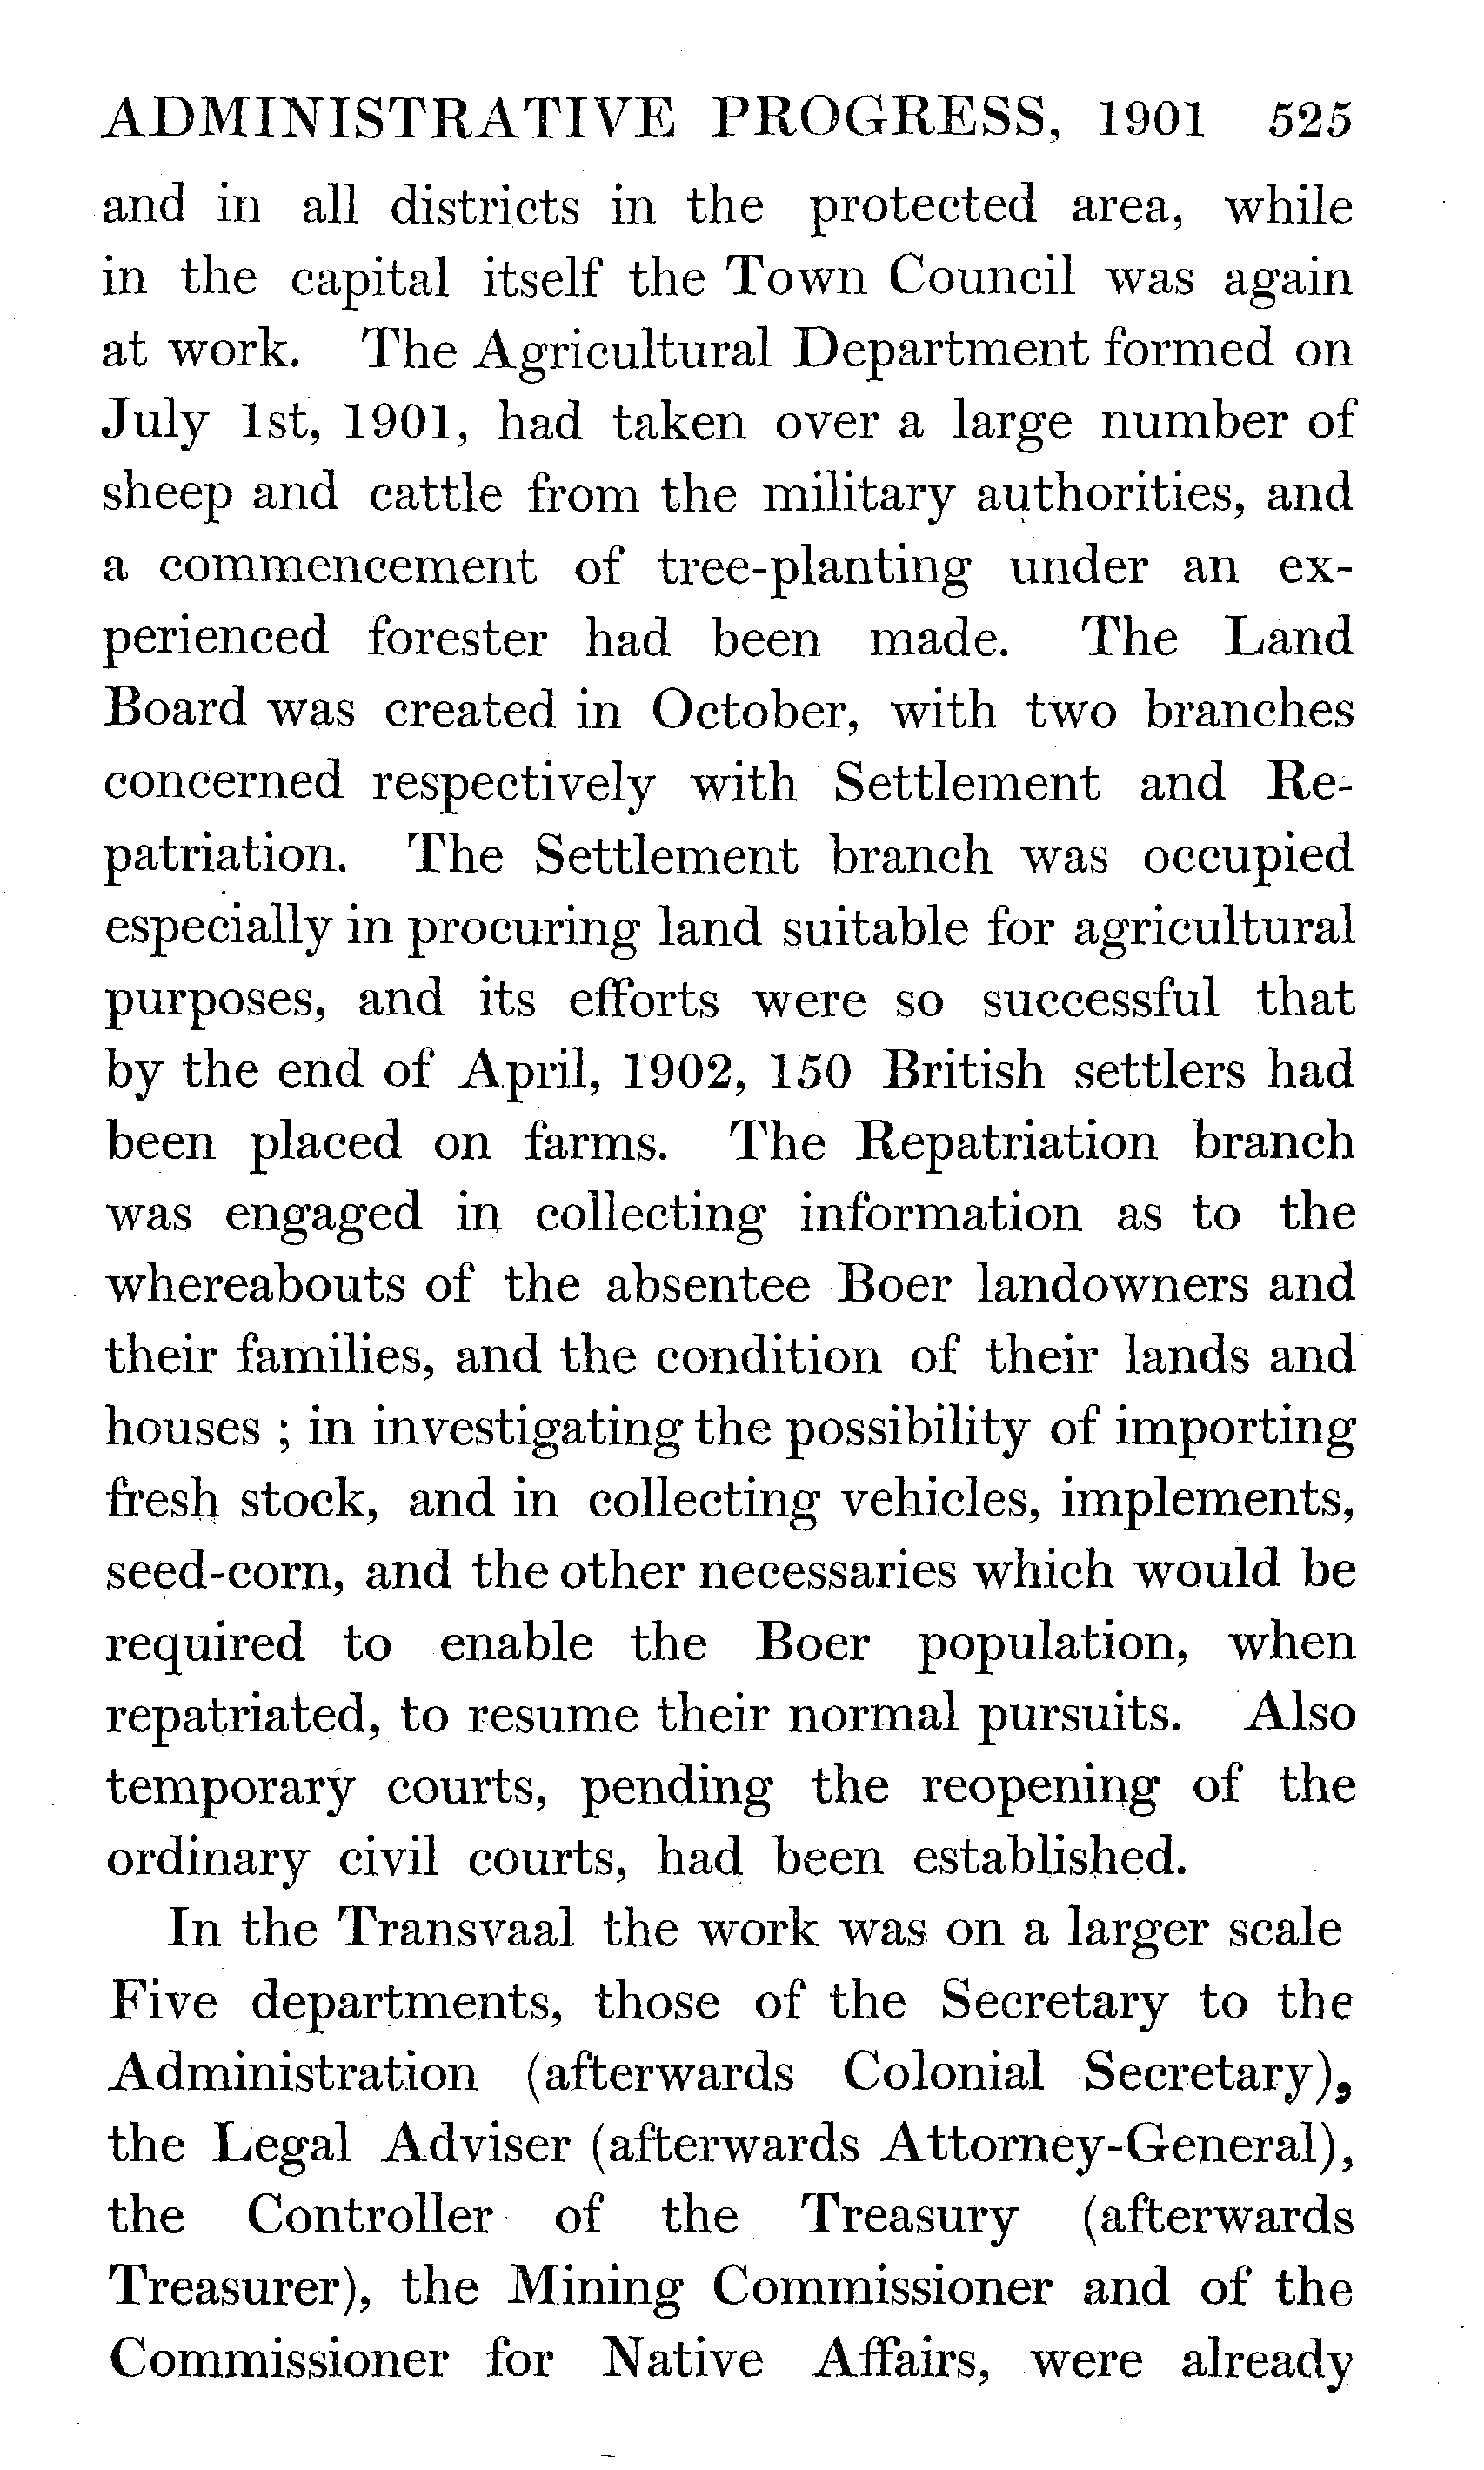 ADMINISTRATIVE PROGRESS, 1901 525
and in all districts in the protected area, while
in the capital itself the Town Council was again
at work. The Agricultural Department formed on
July 1st, 1901, had taken over a large number of
sheep and cattle from the military authorities, and
a commencement of tree-planting under an ex-
perienced forester had been made. The Land
Board was created in October, with two branches
concerned respectively with Settlement and Re-
patriation. The Settlement branch was occupied
especially in procuring land suitable for agricultural
purposes, and its efforts were so successful that
by the end of April, 1902, 150 British settlers had
been placed on farms. The Repatriation branch
was engaged in collecting information as to the
whereabouts of the absentee Boer landowners and
their families, and the condition of their lands and
houses ; in investigating the possibility of importing
fresh stock, and in collecting vehicles, implements,
seed-corn, and the other necessaries which would be
required to enable the Boer population, when
repatriated, to resume their normal pursuits. Also
temporary courts, pending the reopening of the
ordinary civil courts, had been established.
In the Transvaal the work was on a larger scale
Five departments, those of the Secretary to the
Administration (afterwards Colonial Secretary),
the Legal Adviser (afterwards Attorney-General),
the Controller of the Treasury (afterwards
Treasurer), the Mining Commissioner and of the
Commissioner for Native Affairs, were already